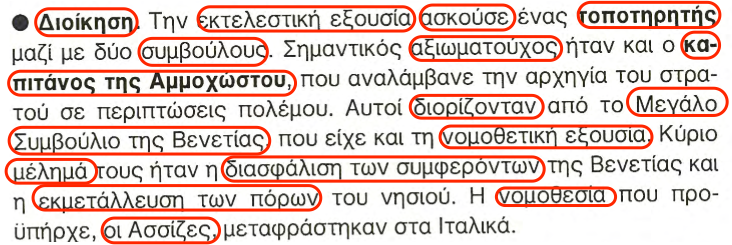 ● Διοίκηση. Την εκτελεστική εξουσία ασκούσε ένας τοποτηρητής
μαζί με δύο συμβούλους. Σημαντικός αξιωματούχος ήταν και ο κα-
πιτάνος της Αμμοχώστου, που αναλάμβανε την αρχηγία του στρα-
τού σε περιπτώσεις πολέμου. Αυτοί διορίζονταν από το Μεγάλο
Συμβούλιο της Βενετίας, που είχε και τη νομοθετική εξουσία. Κύριο
μέλημά τους ήταν η διασφάλιση των συμφερόντων της Βενετίας και
η εκμετάλλευση των πόρων του νησιού. Η νομοθεσία που προ-
ϋπήρχε, οι Ασσίζες, μεταφράστηκαν στα Ιταλικά.